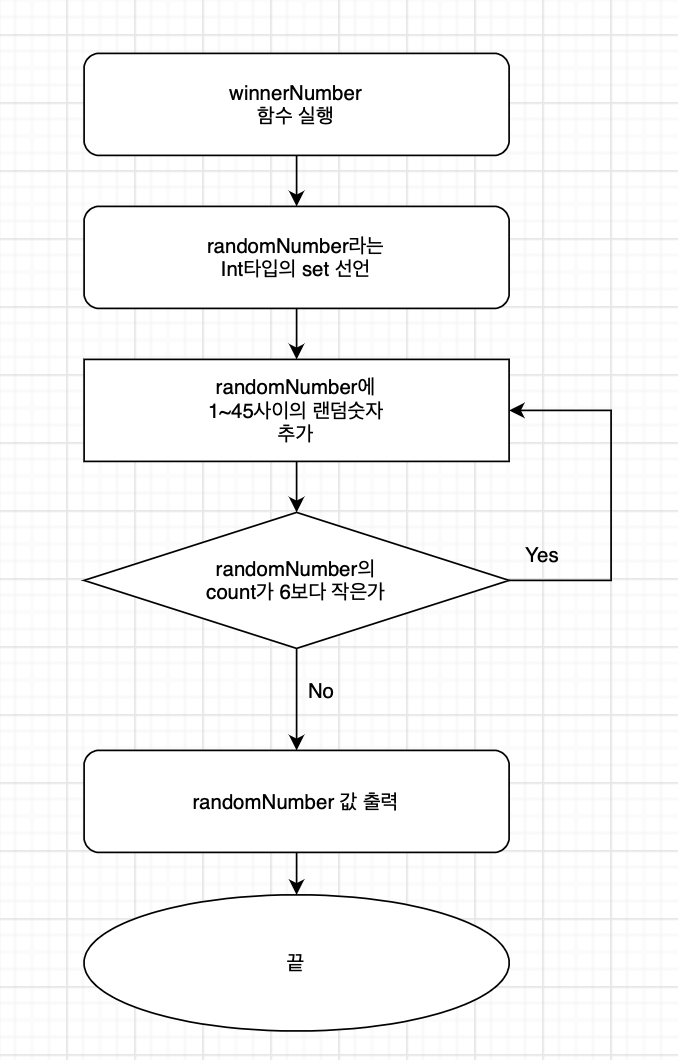 winnerNumber
함수 실행
randomNumber라는
Int타입의 set 선언
randomNumber에
1~45사이의 랜덤숫자
추가
randomNumber의
count가 6보다 작은가
Yes
No
randomNumber 값 출력
끝